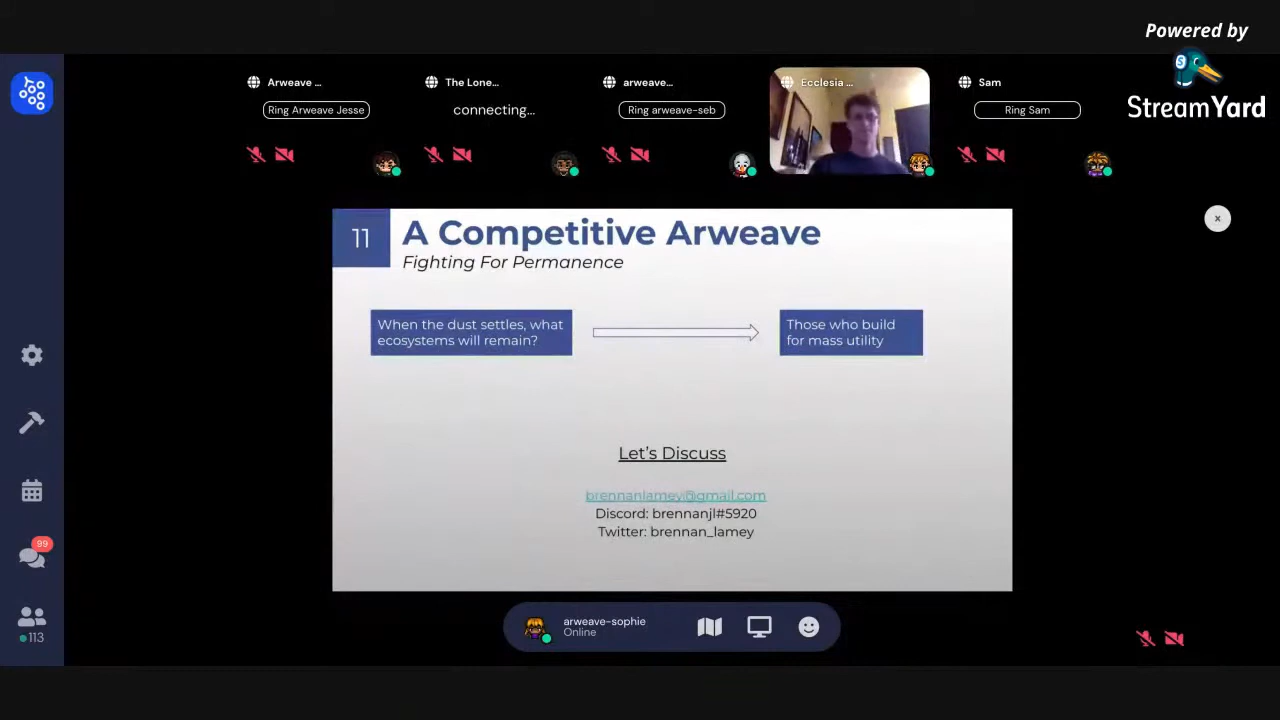 Powered by
StreamYard
Arweave ...
Ring Arweave Jesse
The Lone...
connecting...
arweave...
Ring arweave-seb
Ecclesia ...
Sam
Ring Sam
11
A Competitive Arweave
Fighting For Permanence
When the dust settles, what
ecosystems will remain?
Those who build
for mass utility
Let's Discuss
brennanlamey@gmail.com
Discord: brennanjl#5920
Twitter: brennan_lamey
99
113
arweave-sophie
Online